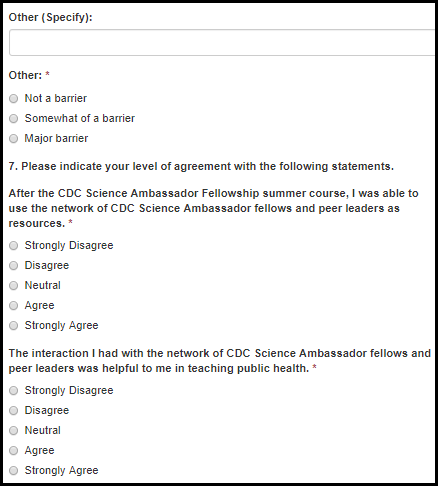 Other (Specify):
Other: *
Not a barrier
Somewhat of a barrier
Major barrier
7. Please indicate your level of agreement with the following statements.
After the CDC Science Ambassador Fellowship summer course, I was able to
use the network of CDC Science Ambassador fellows and peer leaders as
resources. *
Strongly Disagree
Disagree
Neutral
Agree
Strongly Agree
The interaction I had with the network of CDC Science Ambassador fellows and
peer leaders was helpful to me in teaching public health. *
Strongly Disagree
Disagree
Neutral
Agree
Strongly Agree